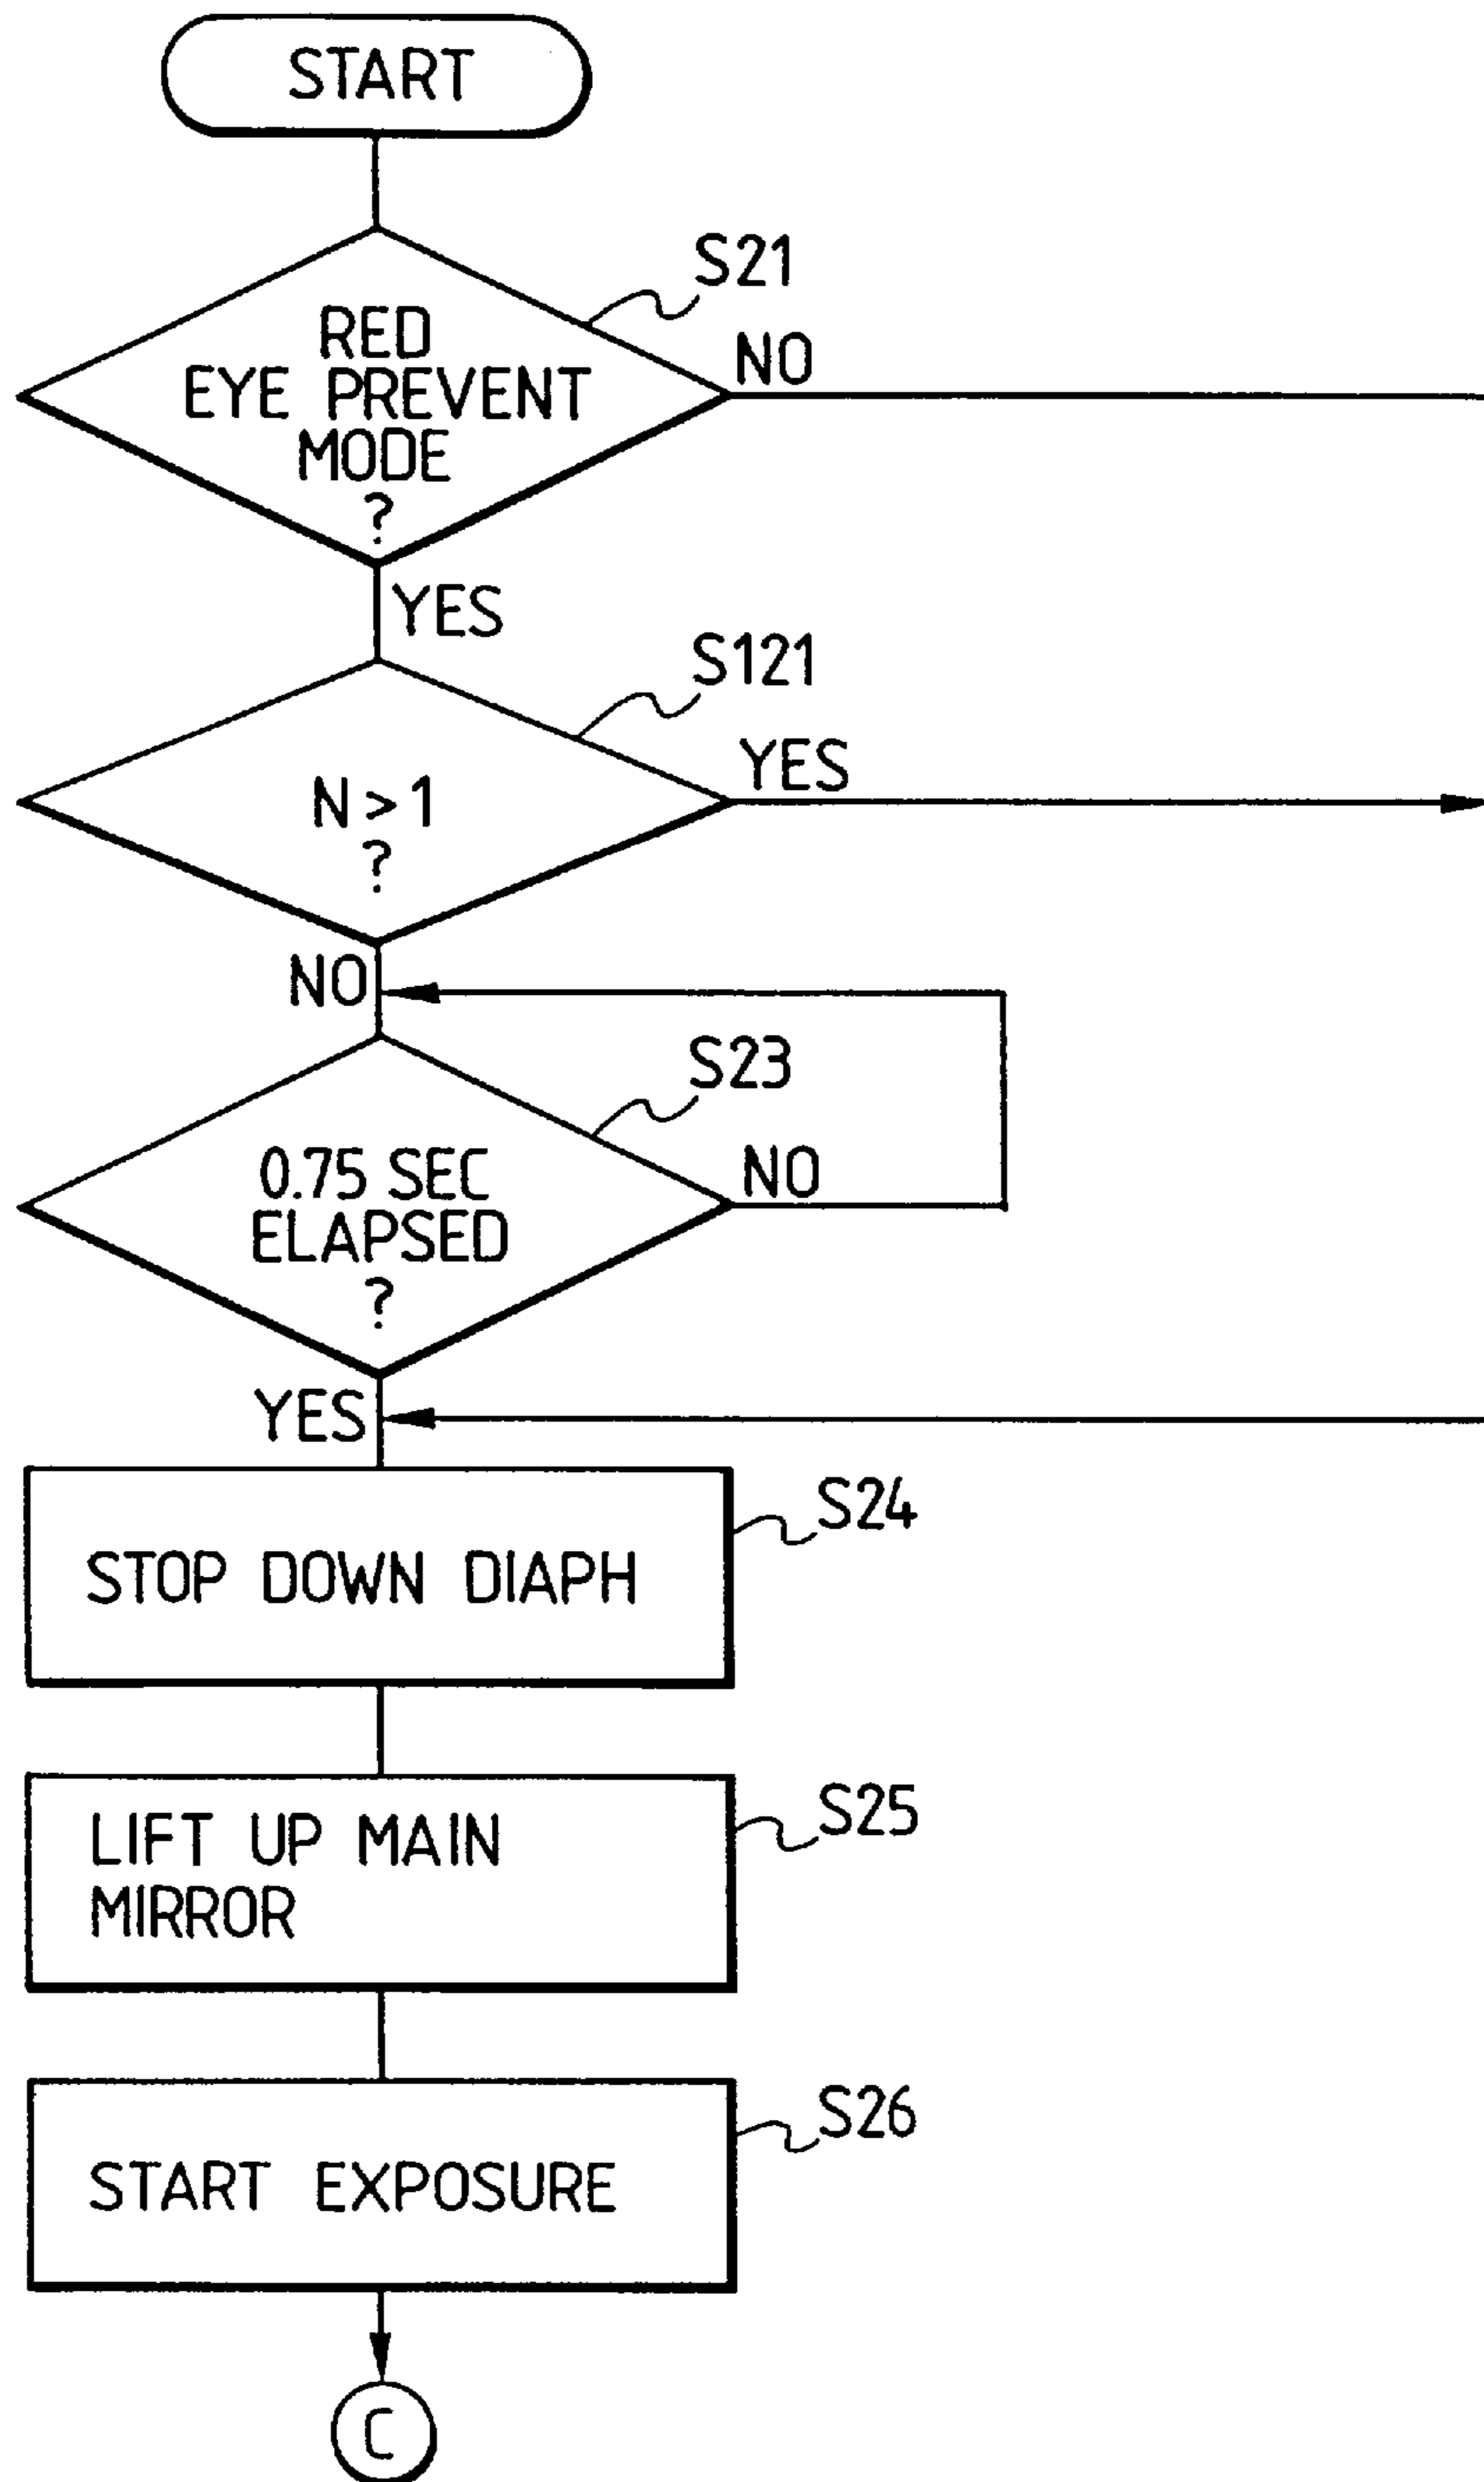 START
S21
RED
EYE PREVENT
MODE
?
NO
YES
S121
N > 1
?
YES
NO
S23
0.75 SEC
ELAPSED
?
NO
YES
S24
STOP DOWN DIAPH
S25
LIFT UP MAIN
MIRROR
S26
START EXPOSURE
C